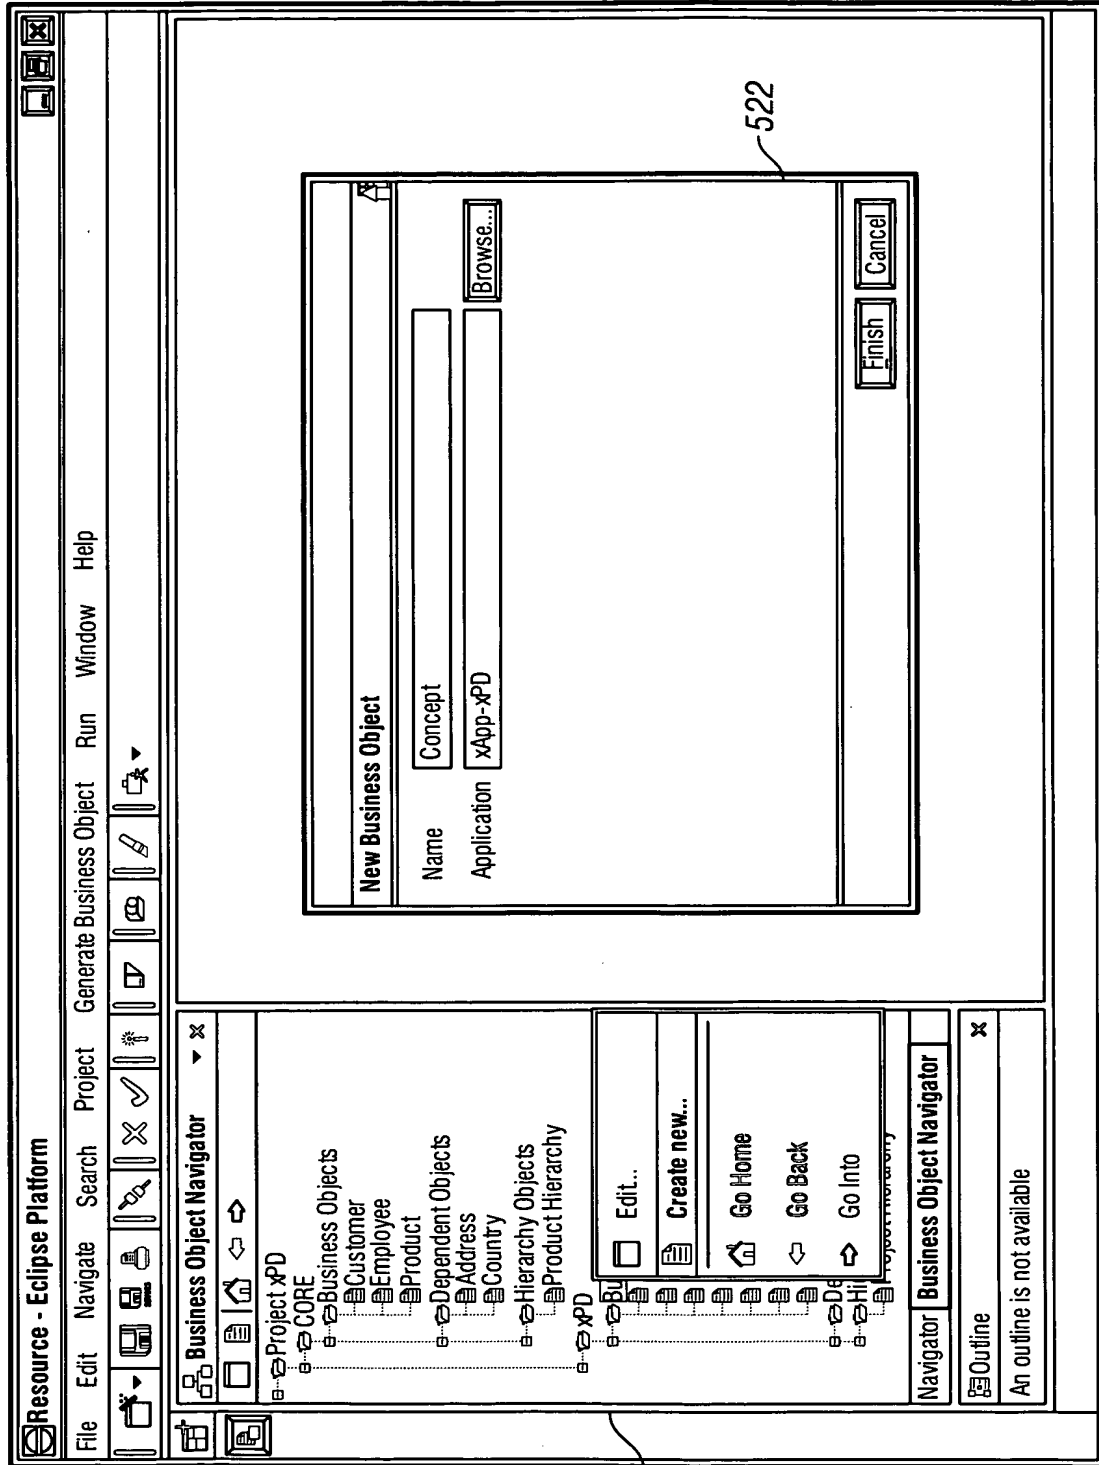 Resource - Eclipse Platform
File Edit Navigate Search Project Generate Business Object Run Window Help
Business Object Navigator
Project xPD
CORE
Business Objects
Customer
Employee
Product
Dependent Objects
Address
Country
Hierarchy Objects
Product Hierarchy
xPD
Bu
De
Hi
Edit...
Create new...
Go Home
Go Back
Go Into
Navigator Business Object Navigator
Outline
An outline is not available
New Business Object
Name Concept
Application xApp-xPD Browse...
Finish Cancel
522